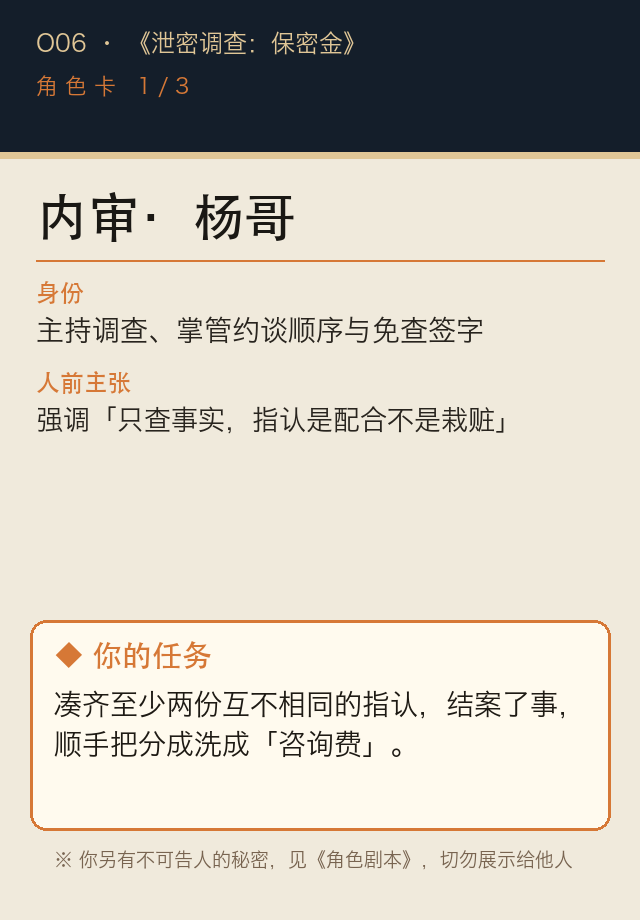 O06 · 《泄密调查：保密金》
角色卡 1/3
内审· 杨哥
身份
主持调查、掌管约谈顺序与免查签字
人前主张
强调「只查事实，指认是配合不是栽赃」
◆ 你的任务
凑齐至少两份互不相同的指认，结案了事，
顺手把分成洗成「咨询费」。
※ 你另有不可告人的秘密，见《角色剧本》，切勿展示给他人